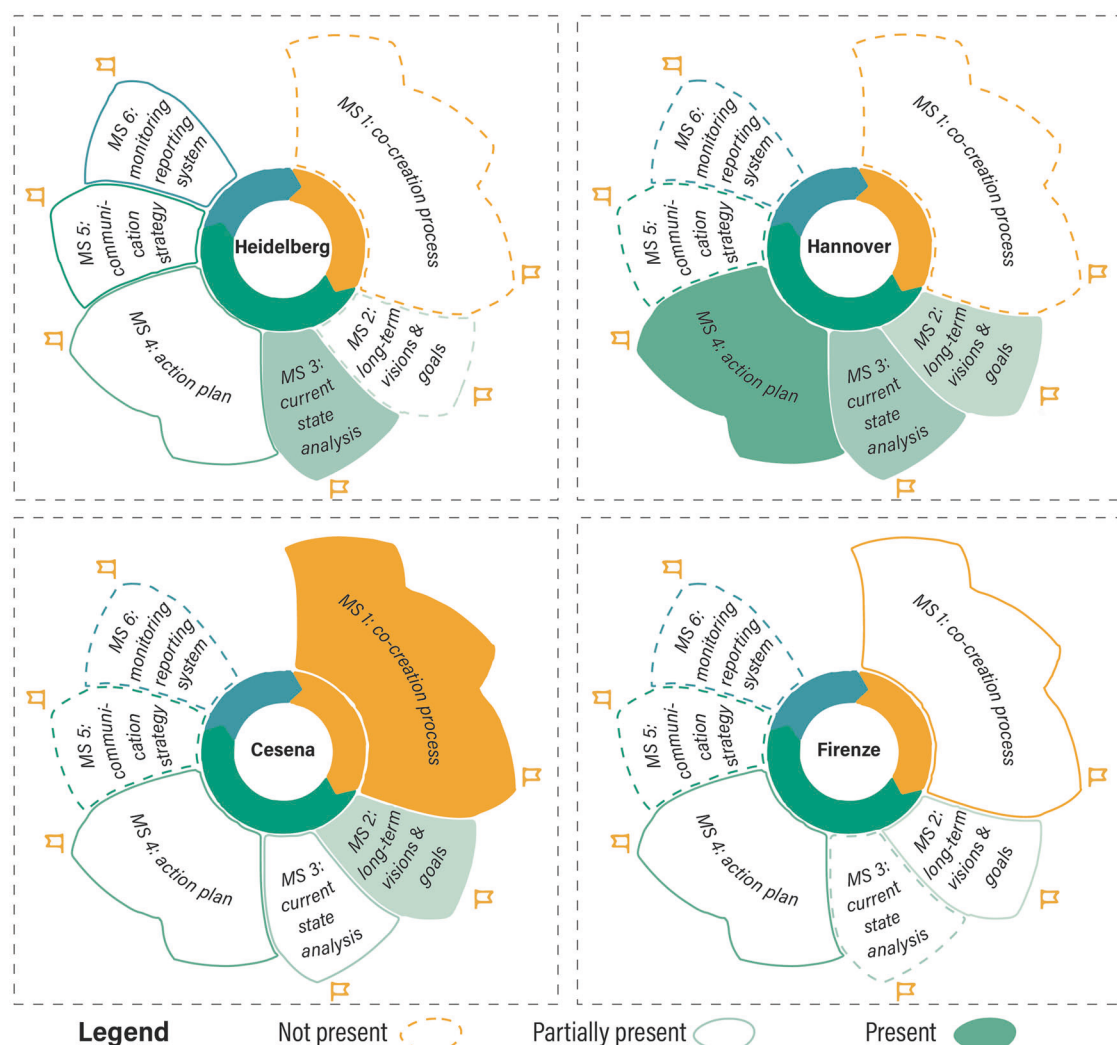 MS 1: co-creation process
MS 2:
long-term
visions &
goals
MS 3:
current
state
analysis
MS 4: action plan
MS 5:
communi-
cation
strategy
MS 6:
monitoring
reporting
system
Heidelberg
MS 1: co-creation process
MS 2:
long-term
visions &
goals
MS 3:
current
state
analysis
MS 4: action plan
MS 5:
communi-
cation
strategy
MS 6:
monitoring
reporting
system
Hannover
MS 1: co-creation process
MS 2:
long-term
visions &
goals
MS 3:
current
state
analysis
MS 4: action plan
MS 5:
communi-
cation
strategy
MS 6:
monitoring
reporting
system
Cesena
MS 1: co-creation process
MS 2:
long-term
visions &
goals
MS 3:
current
state
analysis
MS 4: action plan
MS 5:
communi-
cation
strategy
MS 6:
monitoring
reporting
system
Firenze
Legend
Not present
Partially present
Present